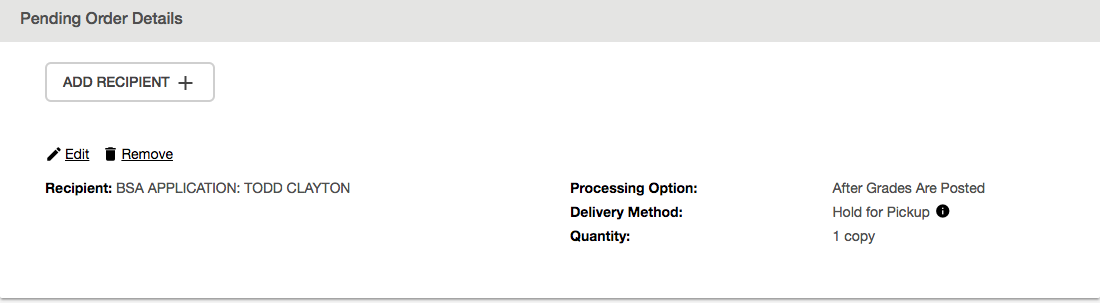 Pending Order Details
ADD RECIPIENT +
Edit Remove
Recipient: BSA APPLICATION: TODD CLAYTON
Processing Option: After Grades Are Posted
Delivery Method: Hold for Pickup
Quantity: 1 copy